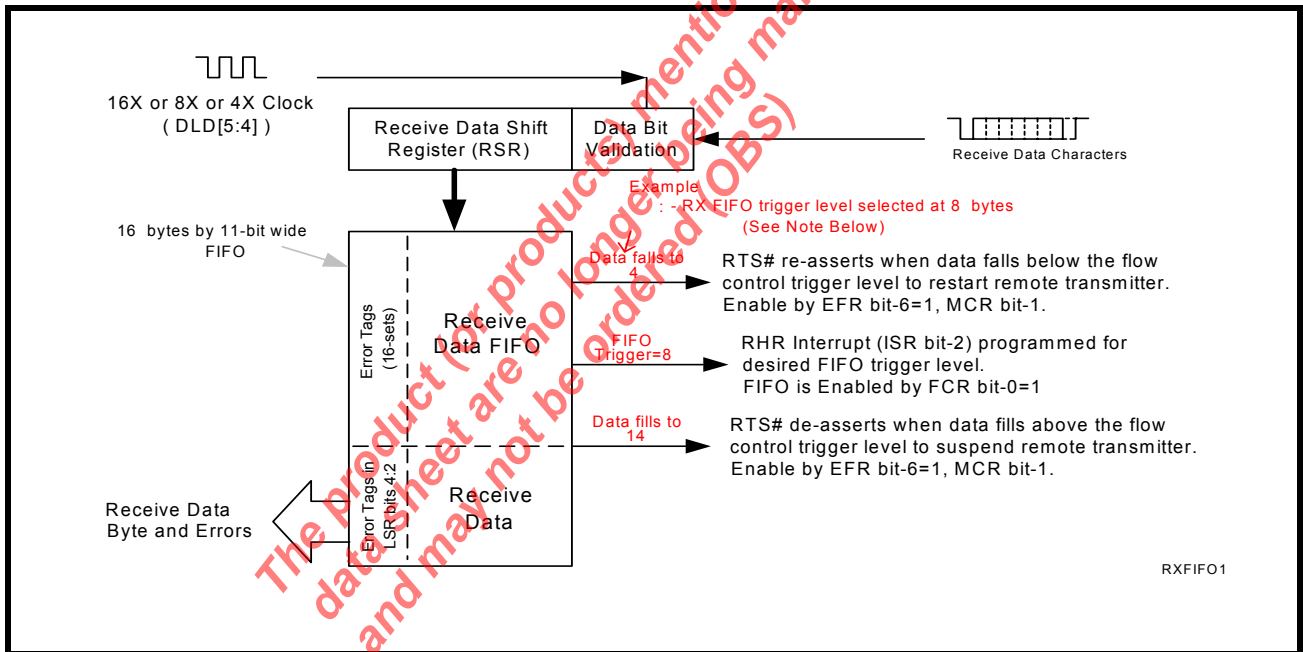 16X or 8X or 4X Clock
( DLD[5:4] )
Receive Data Shift
Register (RSR)
Data Bit
Validation
Receive Data Characters
Example
: - RX FIFO trigger level selected at 8 bytes
(See Note Below)
16 bytes by 11-bit wide
FIFO
Data falls to
4
RTS# re-asserts when data falls below the flow
control trigger level to restart remote transmitter.
Enable by EFR bit-6=1, MCR bit-1.
Error Tags
(16-sets)
Receive
Data FIFO
FIFO
Trigger=8
RHR Interrupt (ISR bit-2) programmed for
desired FIFO trigger level.
FIFO is Enabled by FCR bit-0=1
Data fills to
14
RTS# de-asserts when data fills above the flow
control trigger level to suspend remote transmitter.
Enable by EFR bit-6=1, MCR bit-1.
Error Tags in
LSR bits 4:2
Receive
Data
Receive Data
Byte and Errors
RXFIFO1
The product (or products) mentio
data sheet are no longer being ma
and may not be ordered (OBS)